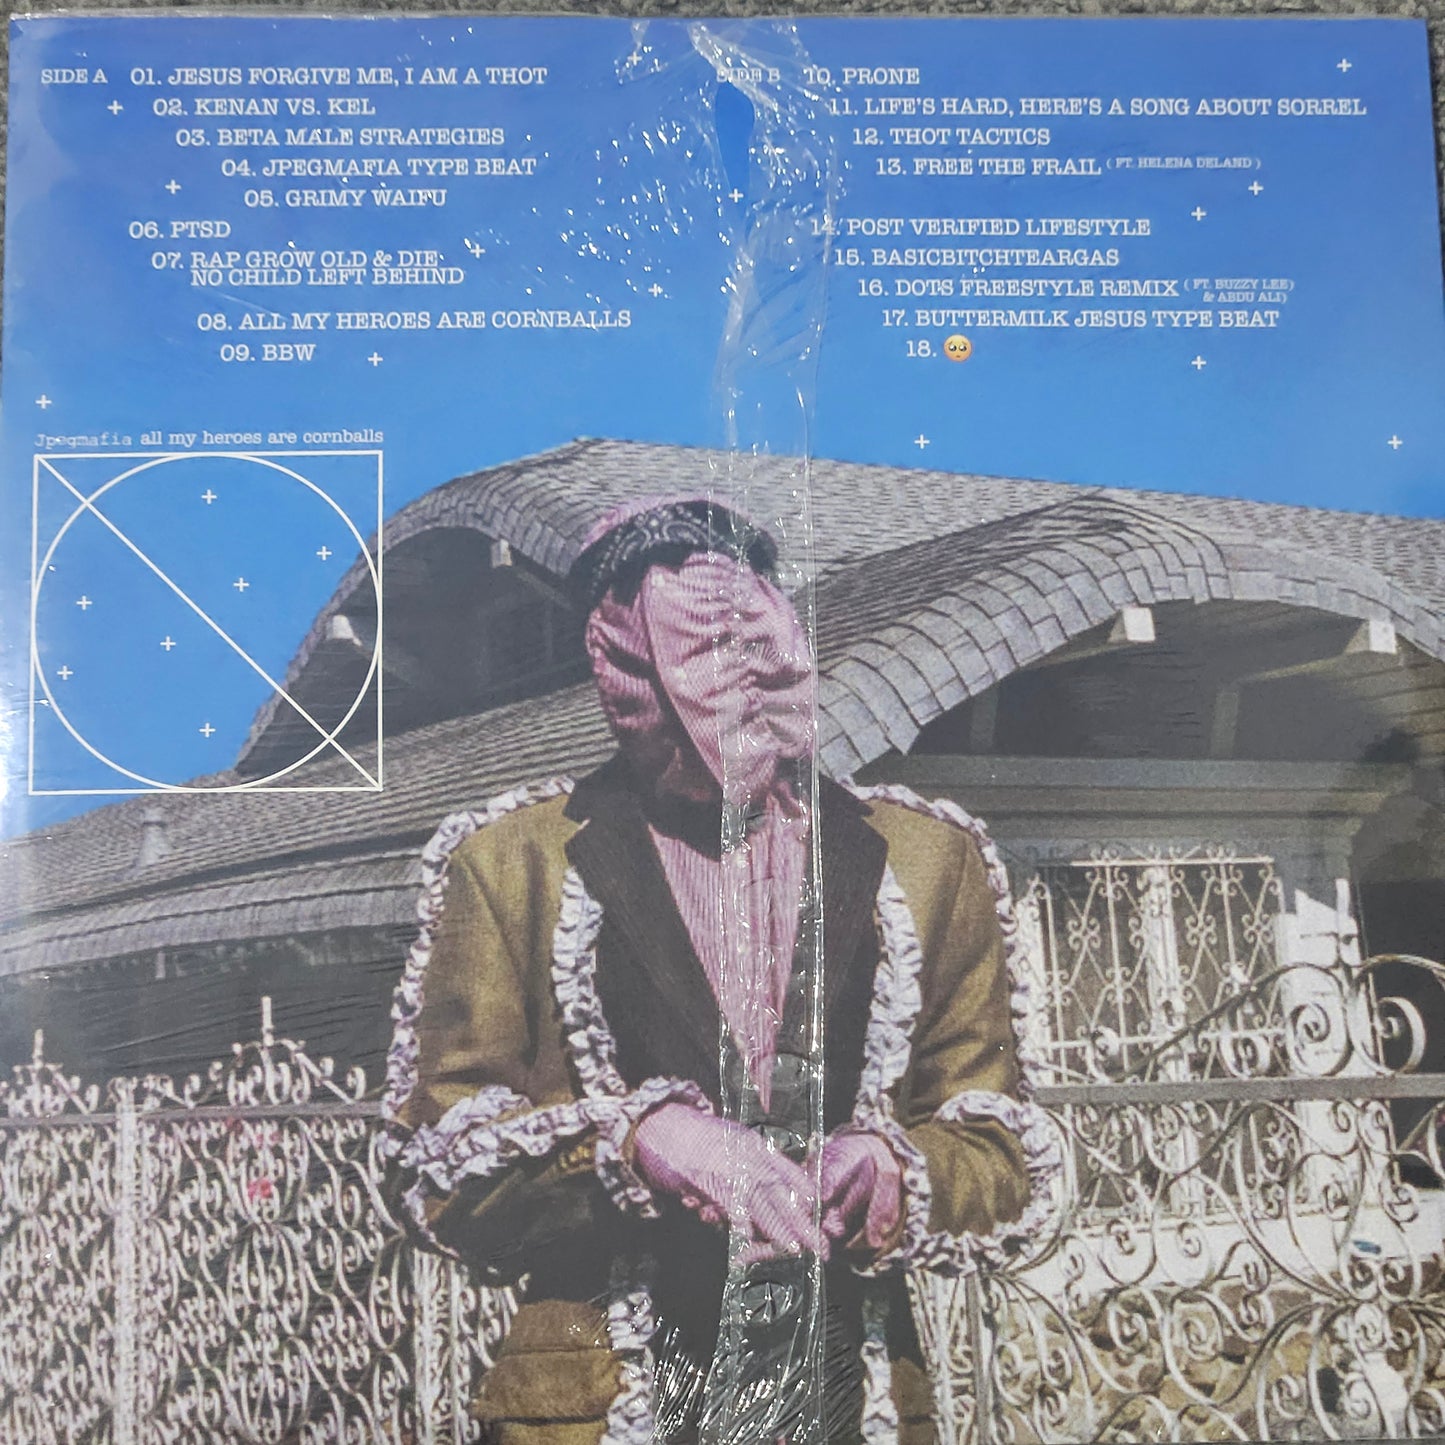 SIDE A 01. JESUS FORGIVE ME, I AM A THOT
02. KENAN VS. KEL
03. BETA MALE STRATEGIES
04. JPEGMAFIA TYPE BEAT
05. GRIMY WAIFU
06. PTSD
07. RAP GROW OLD & DIE
NO CHILD LEFT BEHIND
08. ALL MY HEROES ARE CORNBALLS
09. BBW
SIDE B 10. PRONE
11. LIFE'S HARD, HERE'S A SONG ABOUT SORREL
12. THOT TACTICS
13. FREE THE FRAIL ( FT. HELENA DELAND )
14. POST VERIFIED LIFESTYLE
15. BASICBITCHTEARGAS
16. DOTS FREESTYLE REMIX ( FT. BUZZY LEE)
& ABDU ALI)
17. BUTTERMILK JESUS TYPE BEAT
18. 🥺
Jpegmafia all my heroes are cornballs